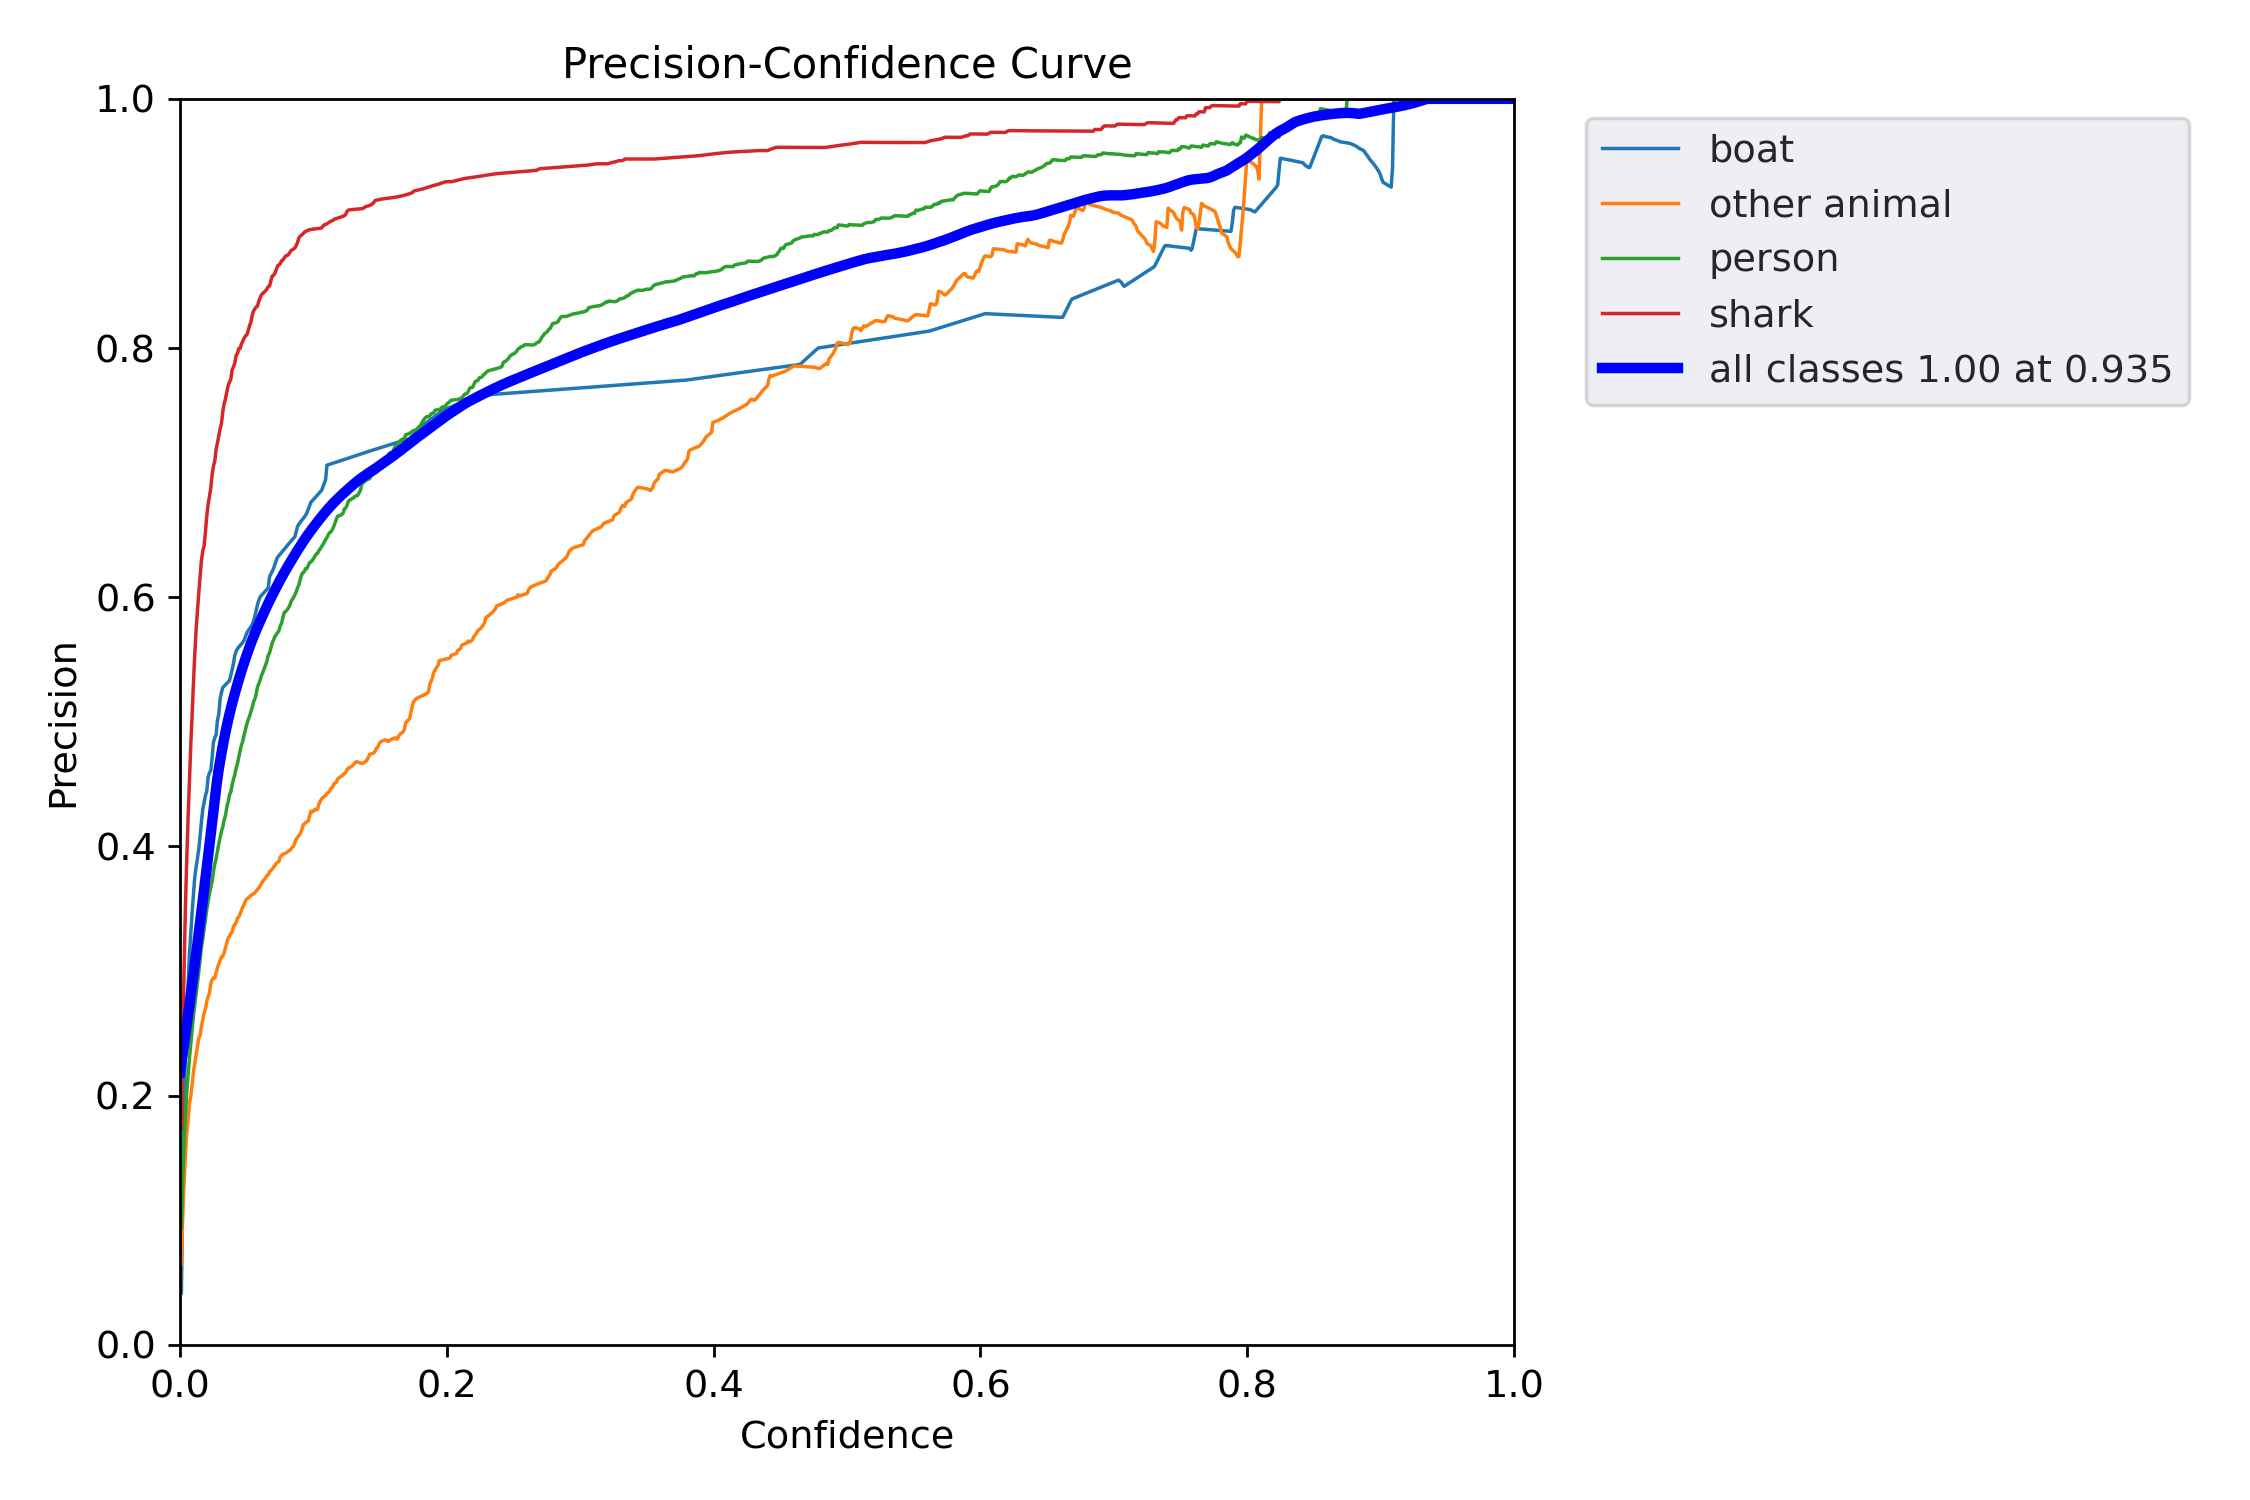 Precision-Confidence Curve
1.0
0.8
0.6
0.4
0.2
0.0
Precision
0.0 0.2 0.4 0.6 0.8 1.0
Confidence
boat
other animal
person
shark
all classes 1.00 at 0.935